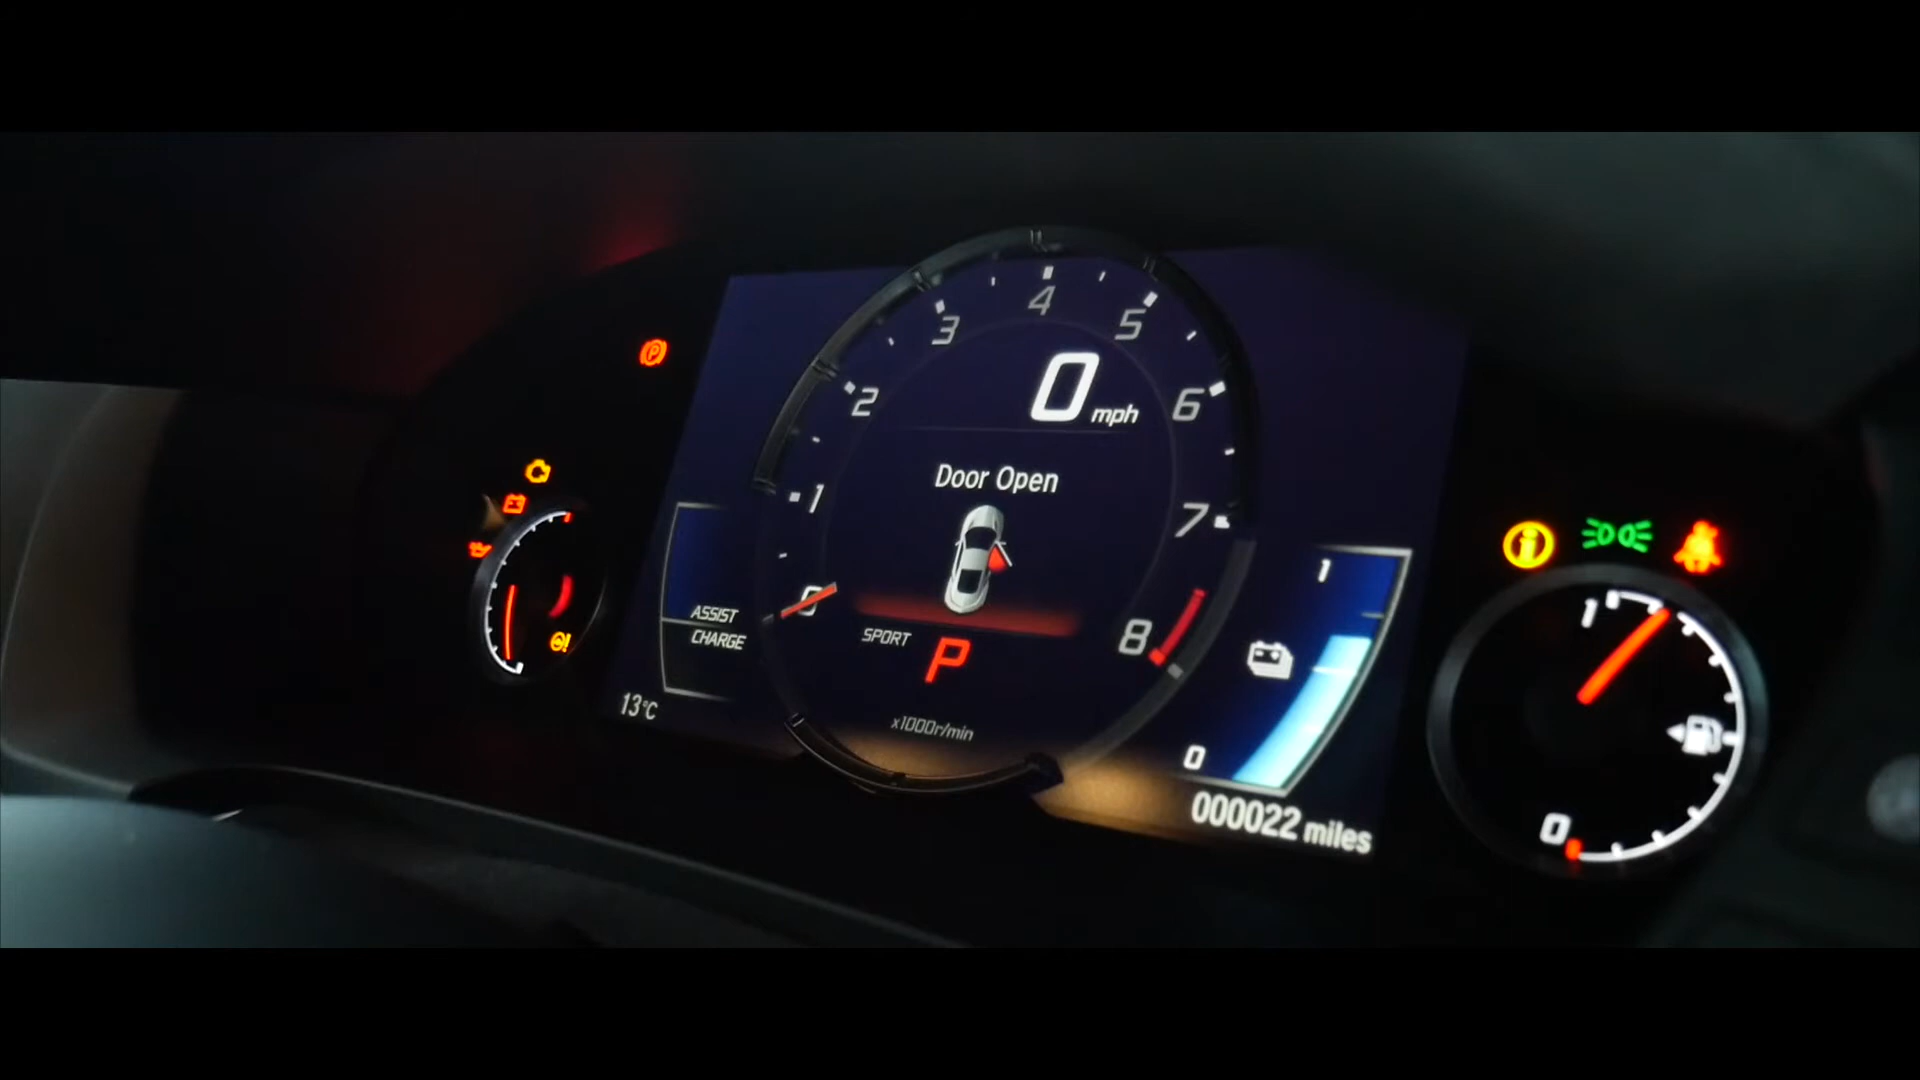 4
3
5
0 mph
2
6
Door Open
1
7
1
1
ASSIST
0
SPORT
8
CHARGE
P
13°C
x1000r/min
0
000022 miles
0